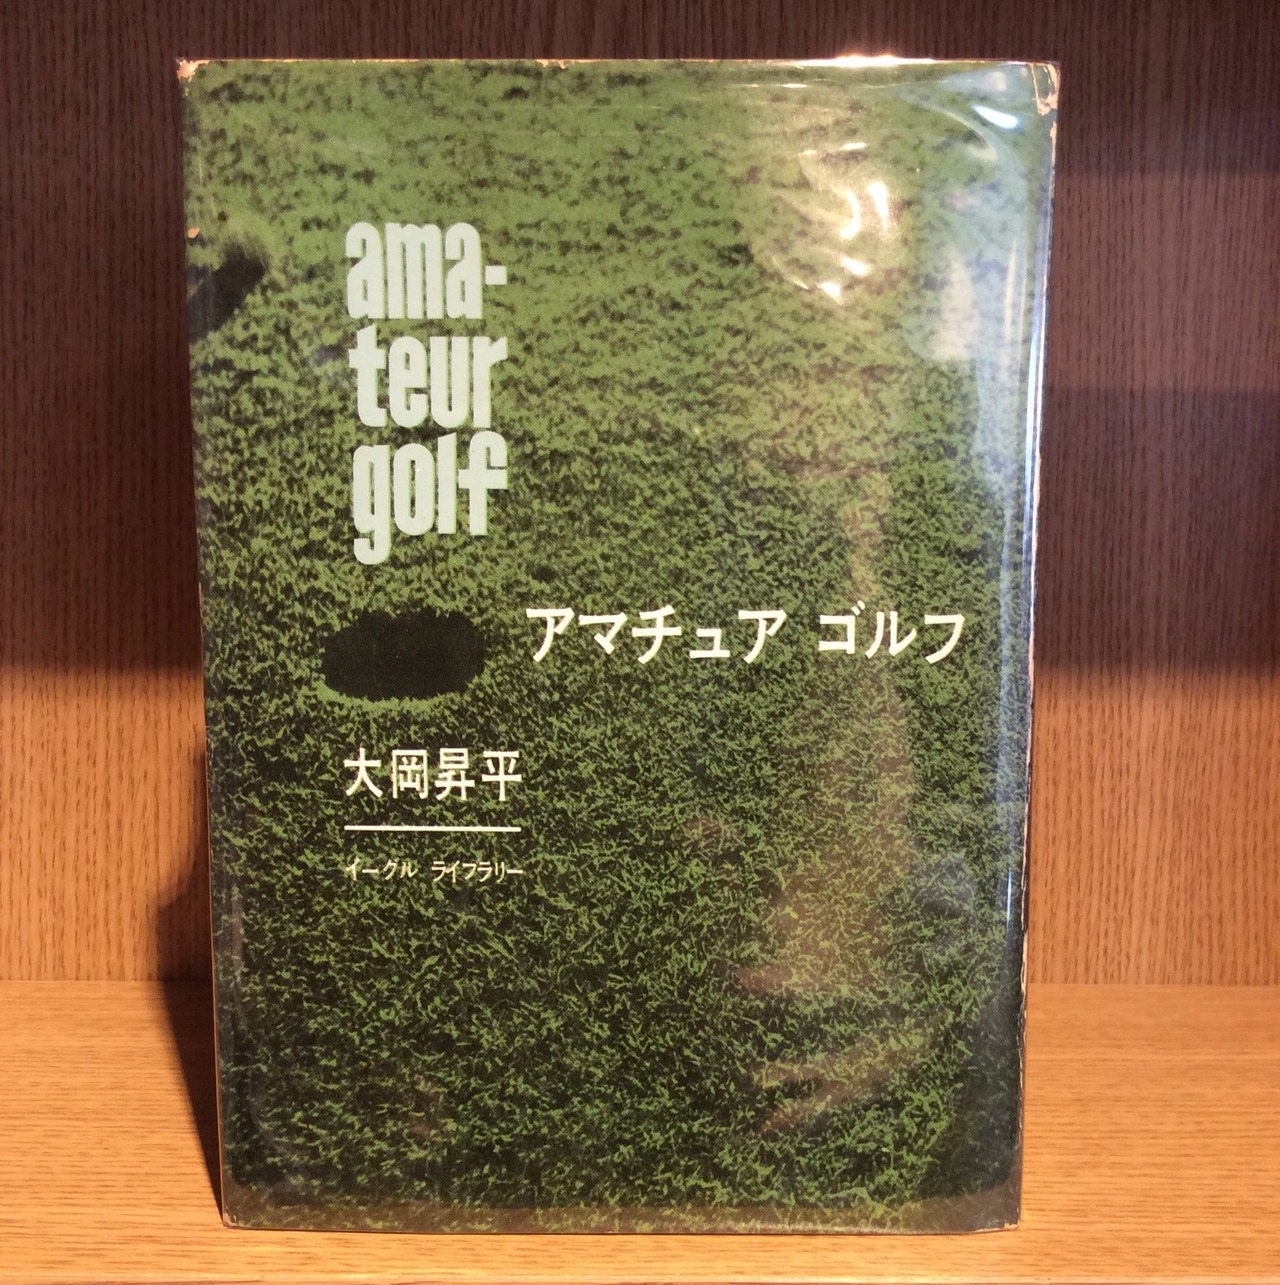 ama-
teur
golf
アマチュア ゴルフ
大岡昇平
イーグル ライブラリー